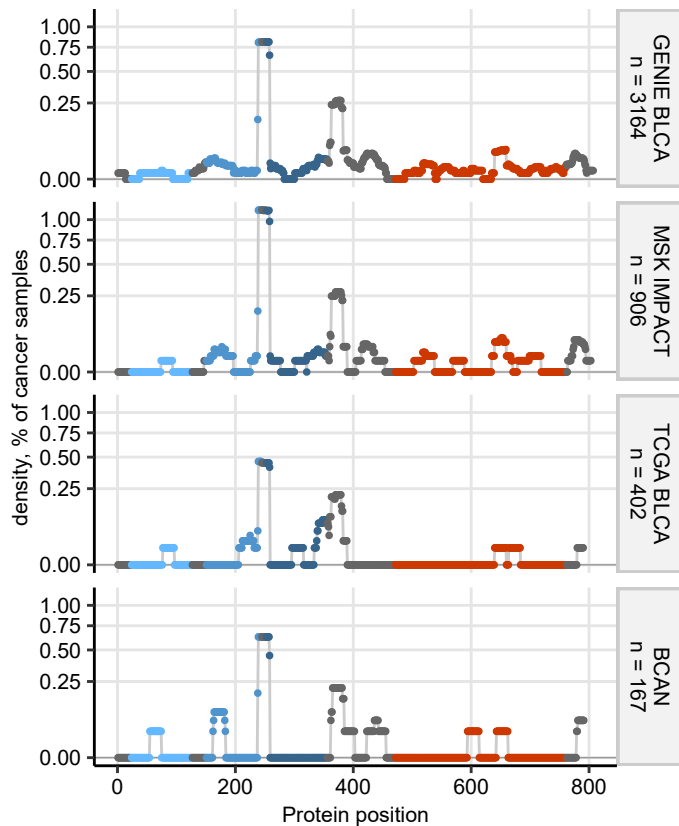 density, % of cancer samples
1.00
0.75
0.50
0.25
0.00
GENIE BLCA
n = 3164
1.00
0.75
0.50
0.25
0.00
MSK IMPACT
n = 906
1.00
0.75
0.50
0.25
0.00
TCGA BLCA
n = 402
1.00
0.75
0.50
0.25
0.00
BCAN
n = 167
0 200 400 600 800
Protein position